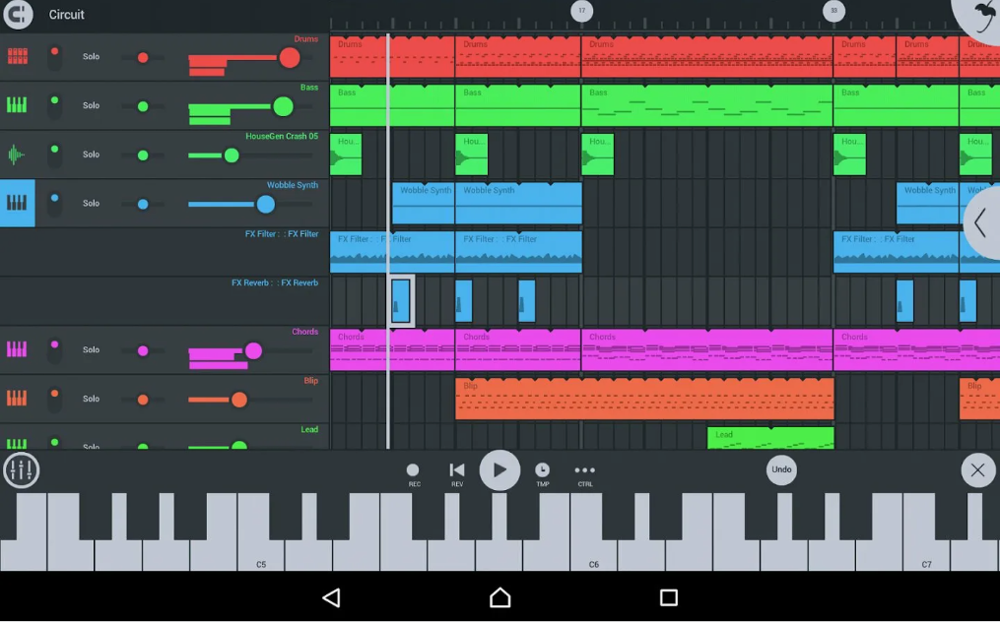 Circuit
17
33
Drums
Solo
Drums Drums Drums Drums Drums Drums
Bass
Solo
Bass Bass Bass Bass Bass
HouseGen Crash 05
Solo
Hou... Hou... Hou... Hou... Hou...
Wobble Synth
Solo
Wobble Synth Wobble Synth Wobble Synth
FX Filter : : FX Filter
FX Filter : : FX Filter FX Filter : : FX Filter FX Filter : : FX Filter
FX Reverb : : FX Reverb
Chords
Solo
Chords Chords Chords Chords
Blip
Solo
Blip Blip
Lead
Solo
Lead
REC REV TMP CTRL Undo
C5 C6 C7